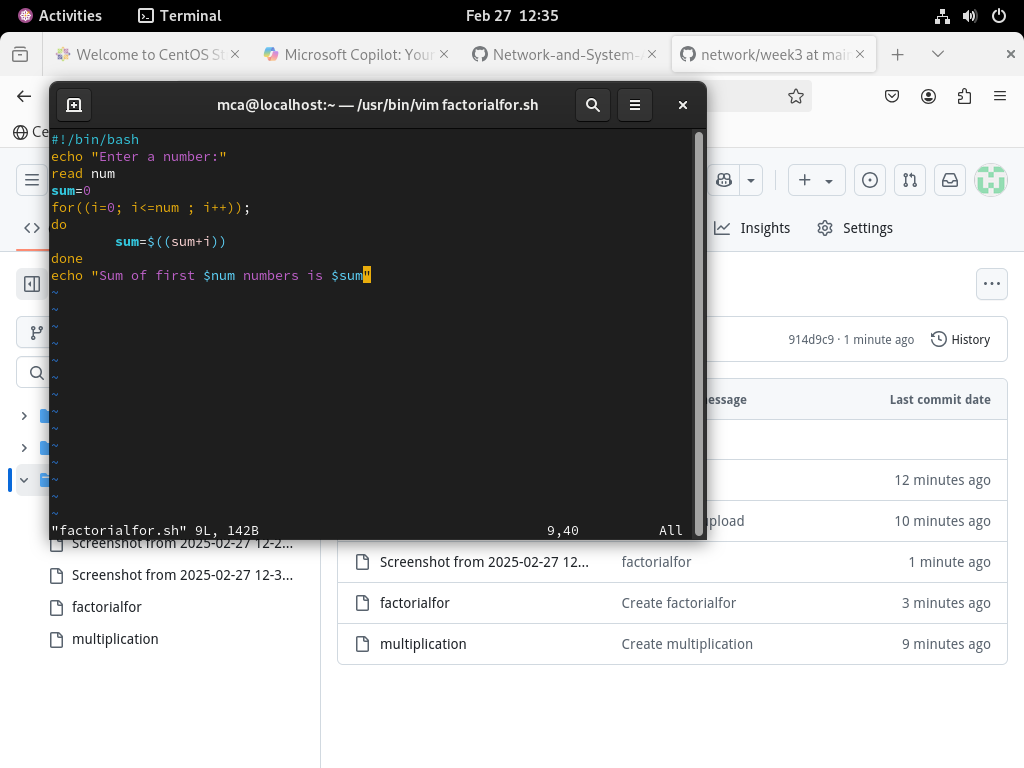 Activities
Terminal
Feb 27 12:35
Welcome to CentOS St
Microsoft Copilot: Your
Network-and-System-A
network/week3 at main
mca@localhost:~ — /usr/bin/vim factorialfor.sh
Ce
#!/bin/bash
echo "Enter a number:"
read num
sum=0
for((i=0; i<=num ; i++));
do
sum=$((sum+i))
done
echo "Sum of first $num numbers is $sum"
~
~
~
~
~
~
~
~
~
~
~
~
~
~
"factorialfor.sh" 9L, 142B 9,40 All
Insights
Settings
914d9c9 · 1 minute ago
History
essage
Last commit date
12 minutes ago
upload
10 minutes ago
Screenshot from 2025-02-27 12-2...
Screenshot from 2025-02-27 12...
factorialfor
1 minute ago
Screenshot from 2025-02-27 12-3...
factorialfor
factorialfor
Create factorialfor
3 minutes ago
multiplication
multiplication
Create multiplication
9 minutes ago